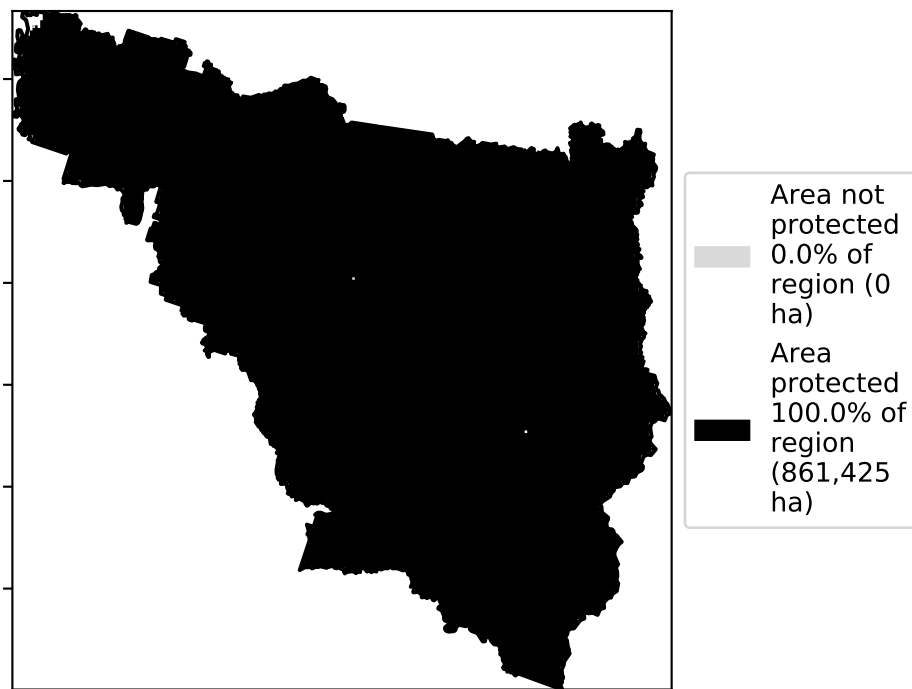 Area not
protected
0.0% of
region (0
ha)
Area
protected
100.0% of
region
(861,425
ha)